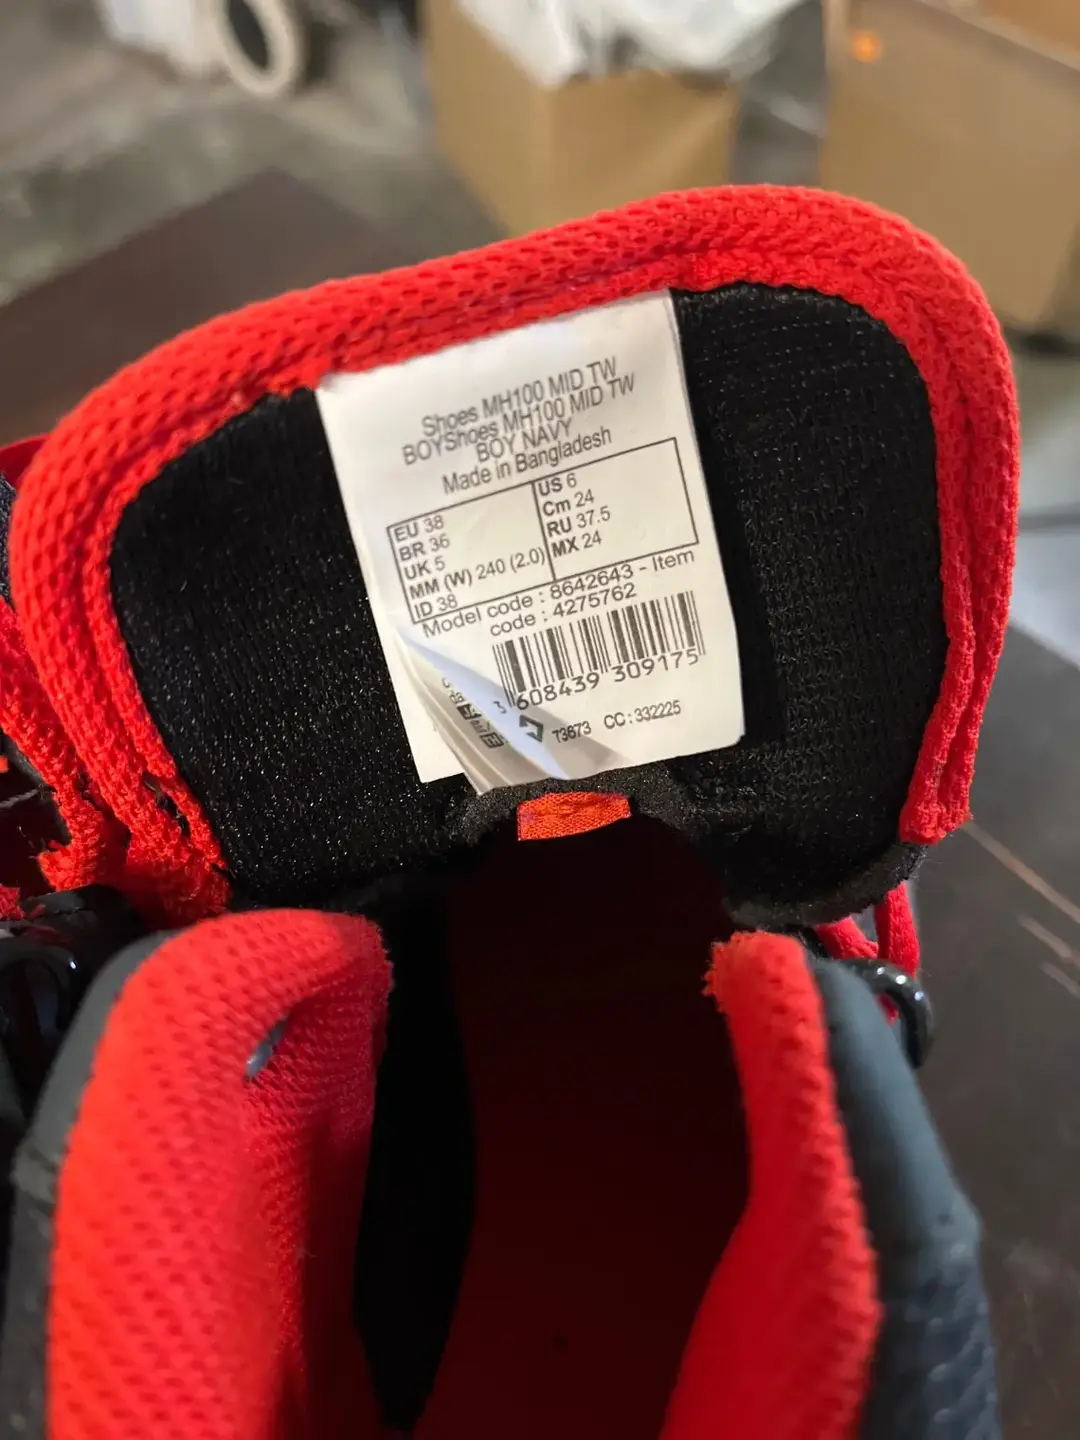 Shoes MH100 MID TW
BOYShoes MH100 MID TW
BOY NAVY
Made in Bangladesh
EU 38
BR 36
UK 5
MM (W) 240 (2.0)
ID 38
US 6
Cm 24
RU 37.5
MX 24
Model code : 8642643 - Item
code : 4275762
3 608439 309175
73673 CC : 332225